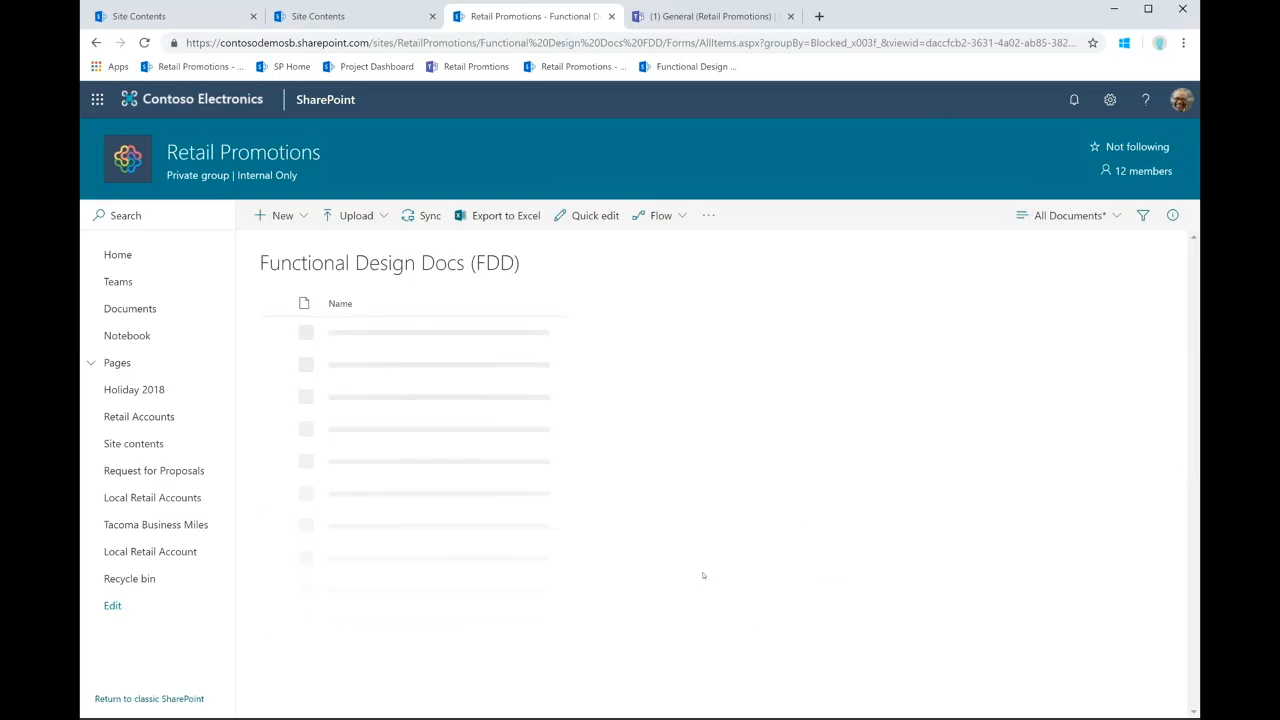 Site Contents
Site Contents
Retail Promotions - Functional D
(1) General (Retail Promotions) |
https://contosodemosb.sharepoint.com/sites/RetailPromotions/Functional%20Design%20Docs%20FDD/Forms/AllItems.aspx?groupBy=Blocked_x003f_&viewid=daccfcb2-3631-4a02-ab85-382...
Apps
Retail Promotions - ...
SP Home
Project Dashboard
Retail Promtions
Retail Promotions - ...
Functional Design ...
Contoso Electronics
SharePoint
?
Retail Promotions
Private group | Internal Only
Not following
12 members
Search
New
Upload
Sync
Export to Excel
Quick edit
Flow
...
All Documents*
Home
Teams
Documents
Notebook
Pages
Holiday 2018
Retail Accounts
Site contents
Request for Proposals
Local Retail Accounts
Tacoma Business Miles
Local Retail Account
Recycle bin
Edit
Return to classic SharePoint
Functional Design Docs (FDD)
Name